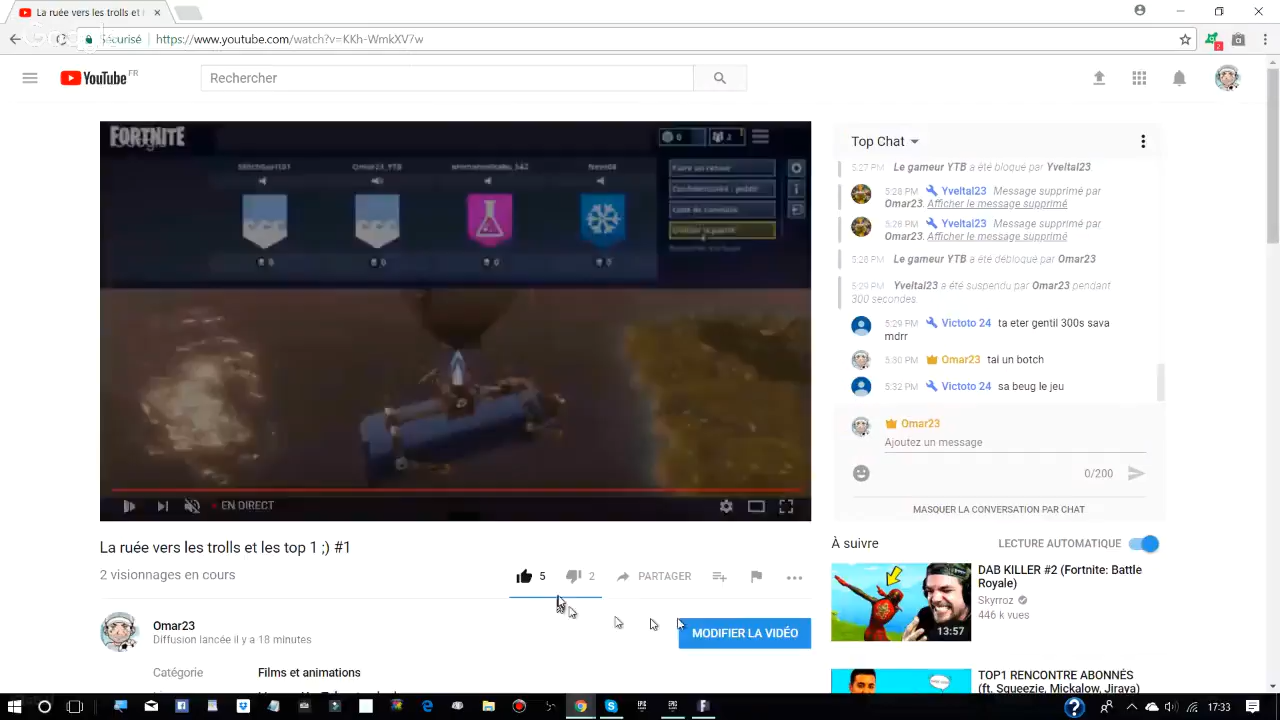 La ruée vers les trolls et les t
Sécurisé
https://www.youtube.com/watch?v=KKh-WmkXV7w
2
YouTube FR
Rechercher
FORTNITE
Omar23_YTB
Faire un retour
EN DIRECT
La ruée vers les trolls et les top 1 ;) #1
2 visionnages en cours
5
2
PARTAGER
Omar23
Diffusion lancée il y a 18 minutes
MODIFIER LA VIDÉO
Catégorie
Films et animations
Top Chat
5:27 PM Le gameur YTB a été bloqué par Yveltal23.
5:28 PM Yveltal23 Message supprimé par
Omar23. Afficher le message supprimé
5:28 PM Yveltal23 Message supprimé par
Omar23. Afficher le message supprimé
5:28 PM Le gameur YTB a été débloqué par Omar23
5:29 PM Yveltal23 a été suspendu par Omar23 pendant
300 secondes.
5:29 PM Victoto 24 ta eter gentil 300s sava
mdrr
5:30 PM Omar23 tai un botch
5:32 PM Victoto 24 sa beug le jeu
Omar23
Ajoutez un message
0/200
MASQUER LA CONVERSATION PAR CHAT
À suivre
LECTURE AUTOMATIQUE
DAB KILLER #2 (Fortnite: Battle
Royale)
Skyrroz
446 k vues
13:57
TOP1 RENCONTRE ABONNÉS
(ft. Squeezie, Mickalow, Jiraya)
17:33